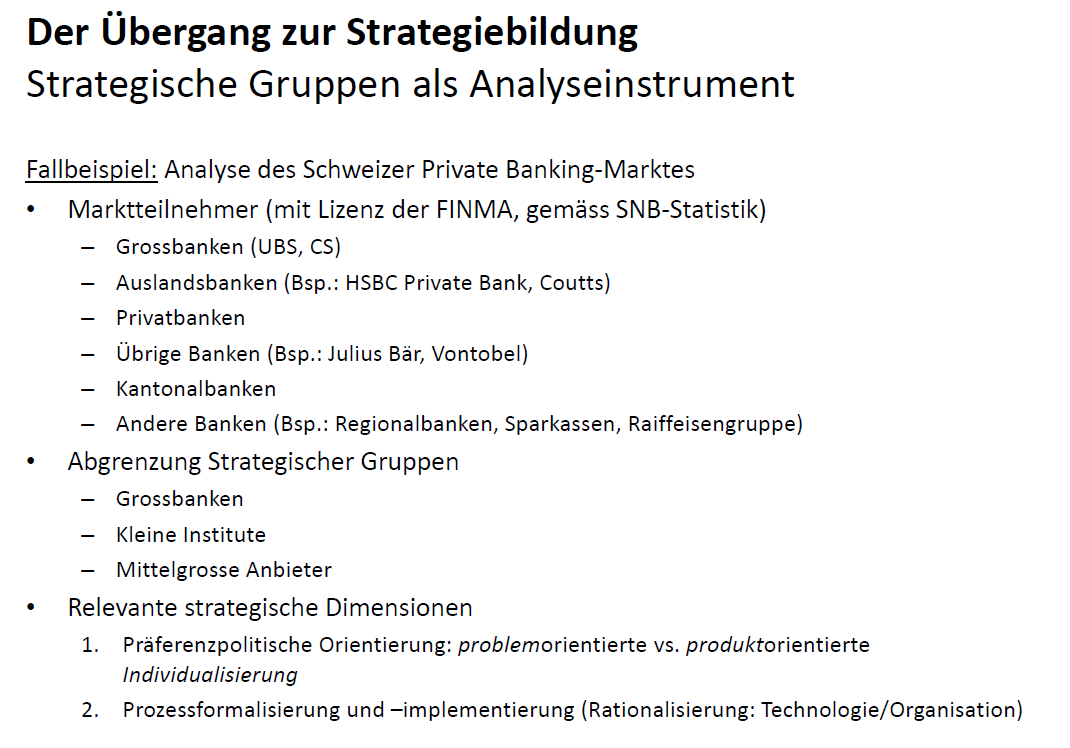 Der Übergang zur Strategiebildung
Strategische Gruppen als Analyseinstrument
Fallbeispiel: Analyse des Schweizer Private Banking-Marktes
• Marktteilnehmer (mit Lizenz der FINMA, gemäss SNB-Statistik)
– Grossbanken (UBS, CS)
– Auslandsbanken (Bsp.: HSBC Private Bank, Coutts)
– Privatbanken
– Übrige Banken (Bsp.: Julius Bär, Vontobel)
– Kantonalbanken
– Andere Banken (Bsp.: Regionalbanken, Sparkassen, Raiffeisengruppe)
• Abgrenzung Strategischer Gruppen
– Grossbanken
– Kleine Institute
– Mittelgrosse Anbieter
• Relevante strategische Dimensionen
1. Präferenzpolitische Orientierung: problemorientierte vs. produktorientierte
Individualisierung
2. Prozessformalisierung und –implementierung (Rationalisierung: Technologie/Organisation)